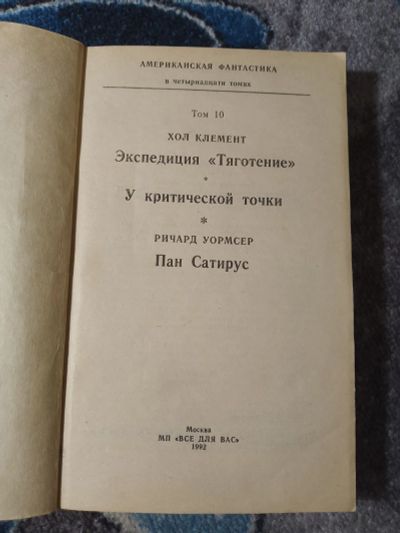 АМЕРИКАНСКАЯ ФАНТАСТИКА
в четырнадцати томах
Том 10
ХОЛ КЛЕМЕНТ
Экспедиция «Тяготение»
*
У критической точки
*
РИЧАРД УОРМСЕР
Пан Сатирус
Москва
МП «ВСЕ ДЛЯ ВАС»
1992